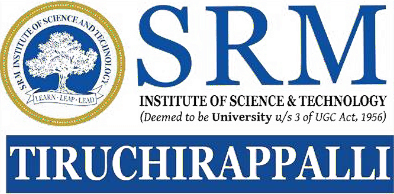 SRM INSTITUTE OF SCIENCE AND TECHNOLOGY
LEARN - LEAP - LEAD
SRM
INSTITUTE OF SCIENCE & TECHNOLOGY
(Deemed to be University u/s 3 of UGC Act, 1956)
TIRUCHIRAPPALLI